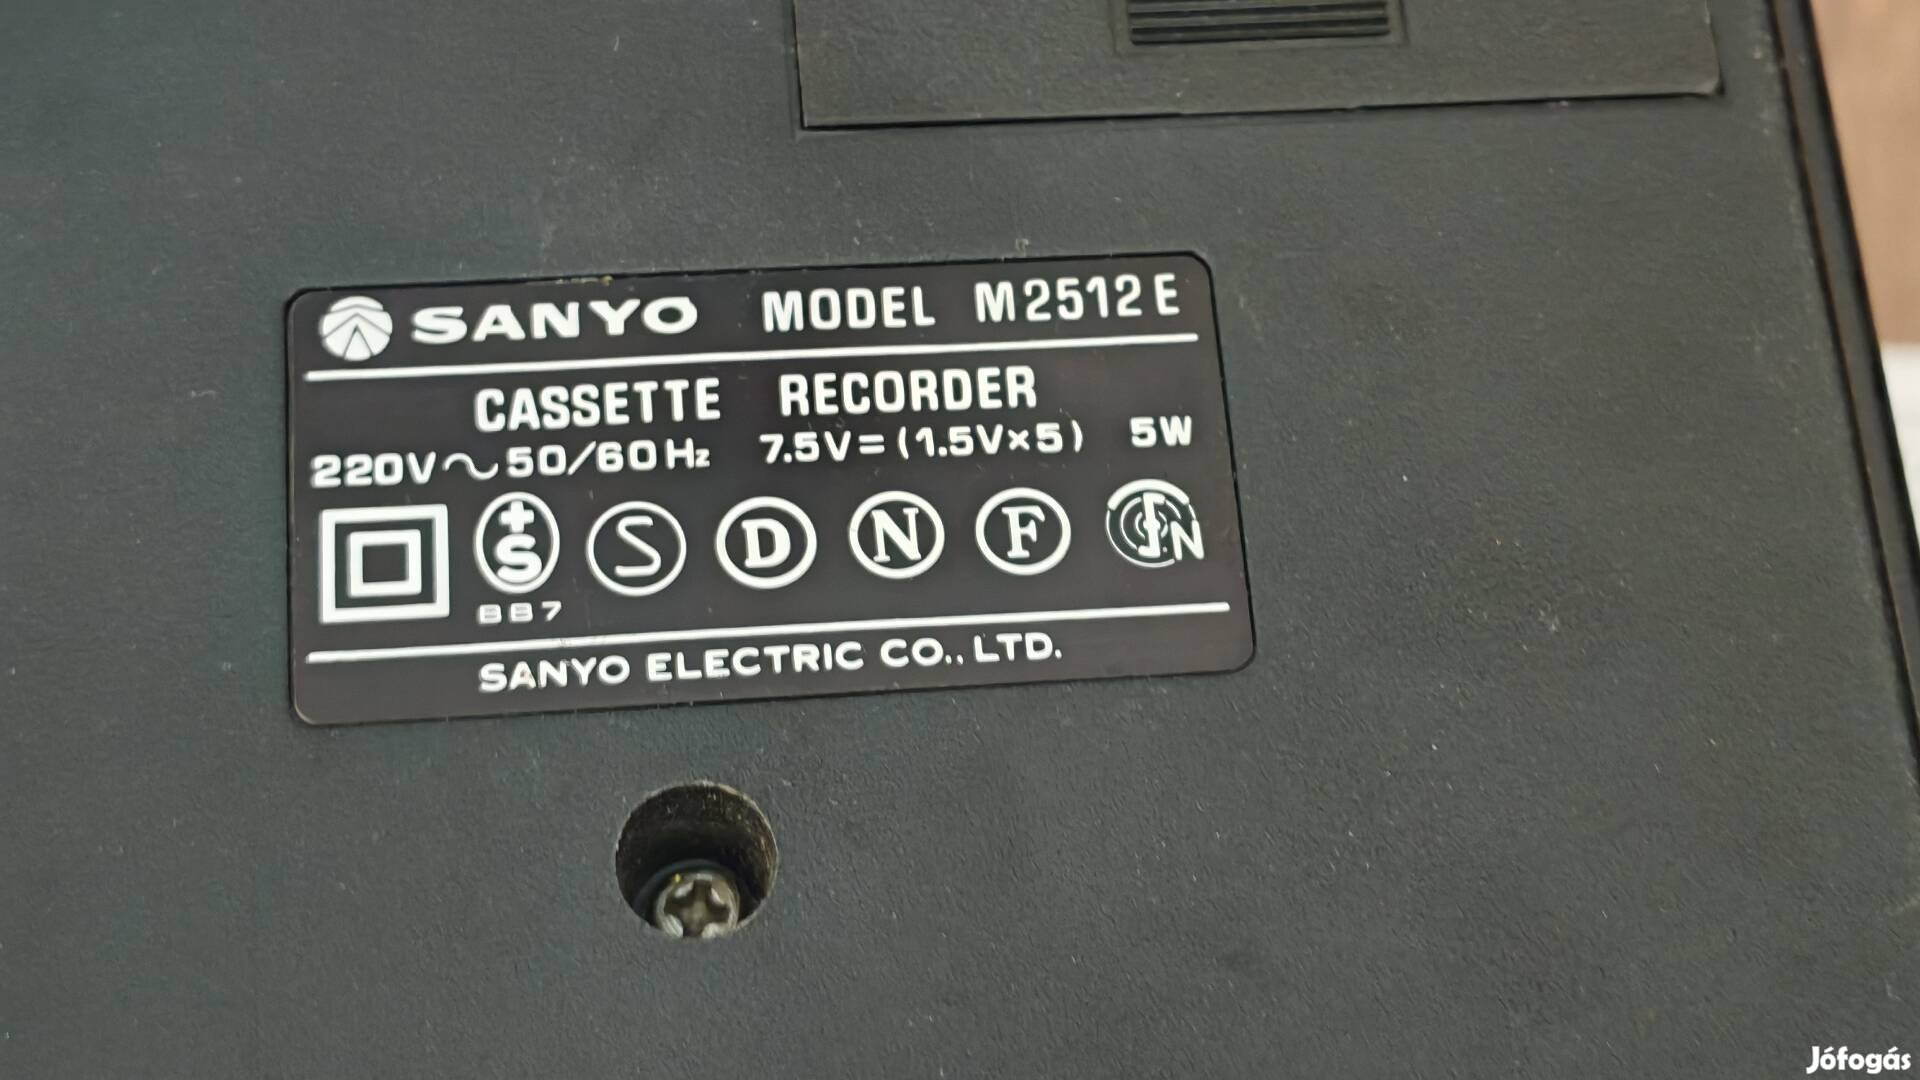 SANYO MODEL M2512 E
CASSETTE RECORDER
220V~50/60Hz 7.5V=(1.5V×5) 5W
S S D N F N
BB7
SANYO ELECTRIC CO., LTD.
Jófogás